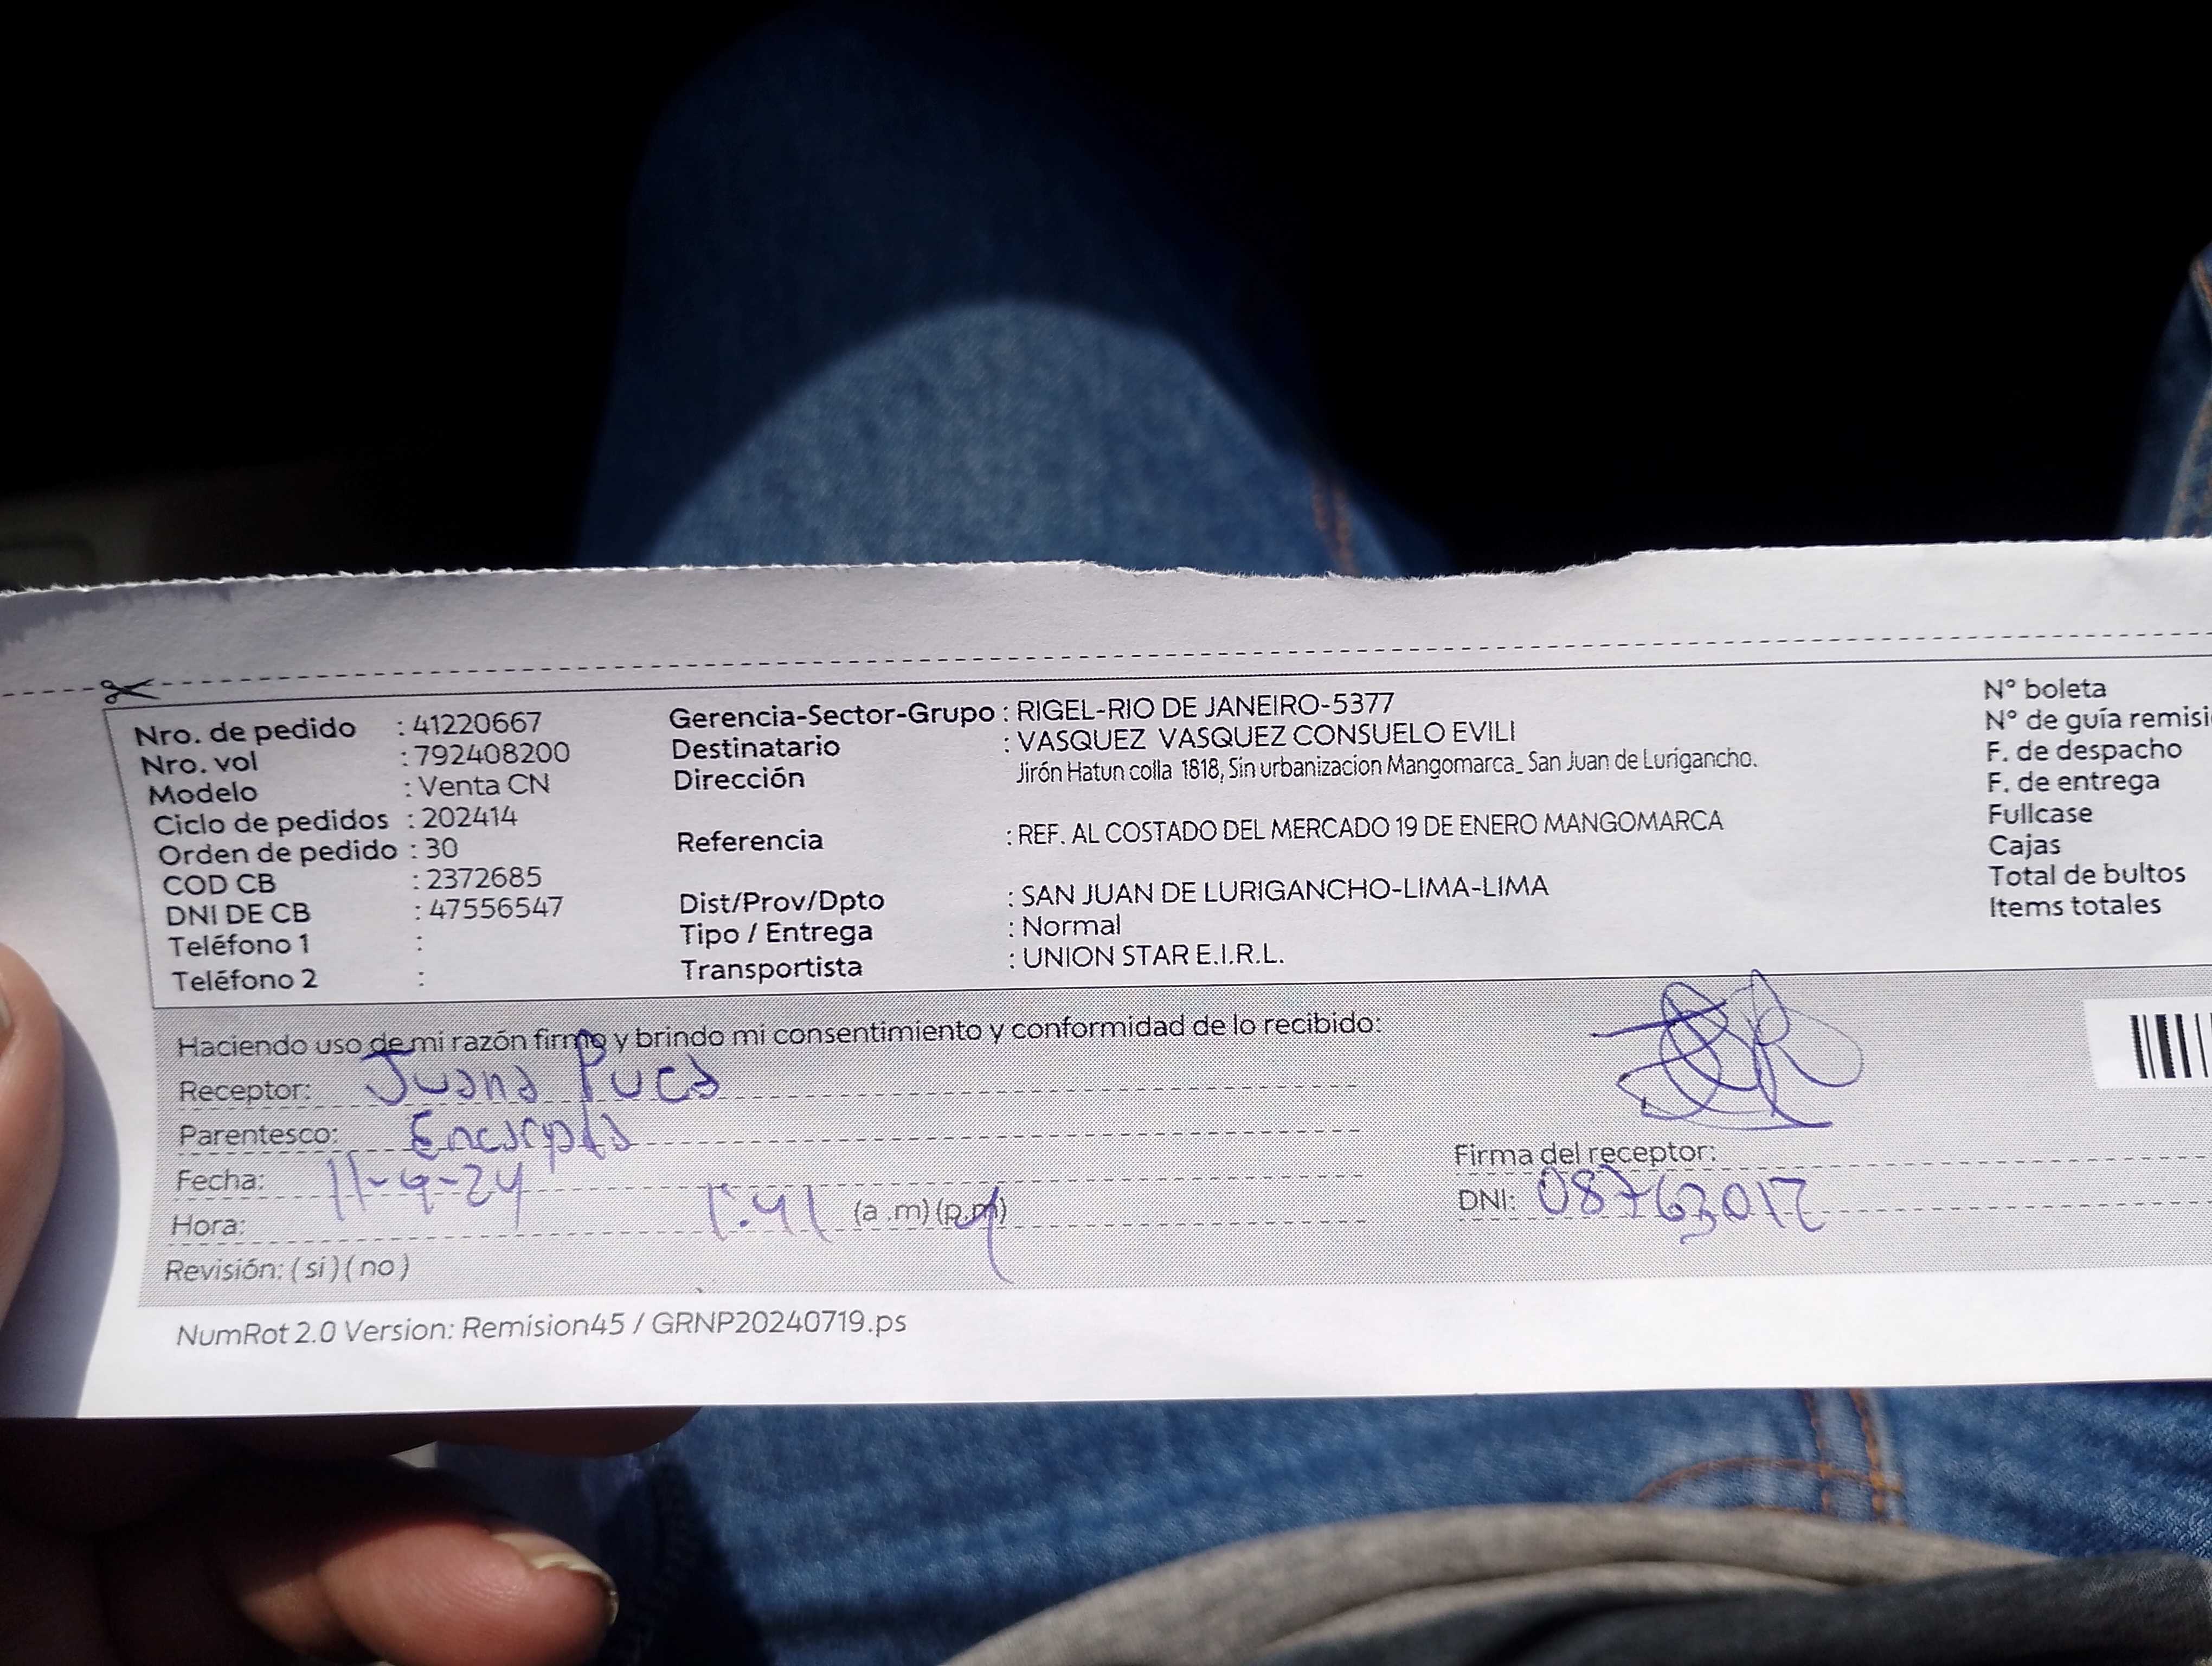 Nro. de pedido : 41220667
Nro. vol : 792408200
Modelo : Venta CN
Ciclo de pedidos : 202414
Orden de pedido : 30
COD CB : 2372685
DNI DE CB : 47556547
Teléfono 1 :
Teléfono 2 :
Gerencia-Sector-Grupo : RIGEL-RIO DE JANEIRO-5377
Destinatario : VASQUEZ VASQUEZ CONSUELO EVILI
Dirección Jirón Hatun colla 1818, Sin urbanizacion Mangomarca_ San Juan de Lurigancho.
Referencia : REF. AL COSTADO DEL MERCADO 19 DE ENERO MANGOMARCA
Dist/Prov/Dpto : SAN JUAN DE LURIGANCHO-LIMA-LIMA
Tipo / Entrega : Normal
Transportista : UNION STAR E.I.R.L.
N° boleta
N° de guía remisi
F. de despacho
F. de entrega
Fullcase
Cajas
Total de bultos
Items totales
Haciendo uso de mi razón firmo y brindo mi consentimiento y conformidad de lo recibido:
Receptor: Juana Puca
Parentesco:
Fecha: 11-9-24
Hora: 1:41 (a.m)(p.m)
Revisión: (si)(no)
Firma del receptor:
DNI: 08763017
NumRot 2.0 Version: Remision45 / GRNP20240719.ps